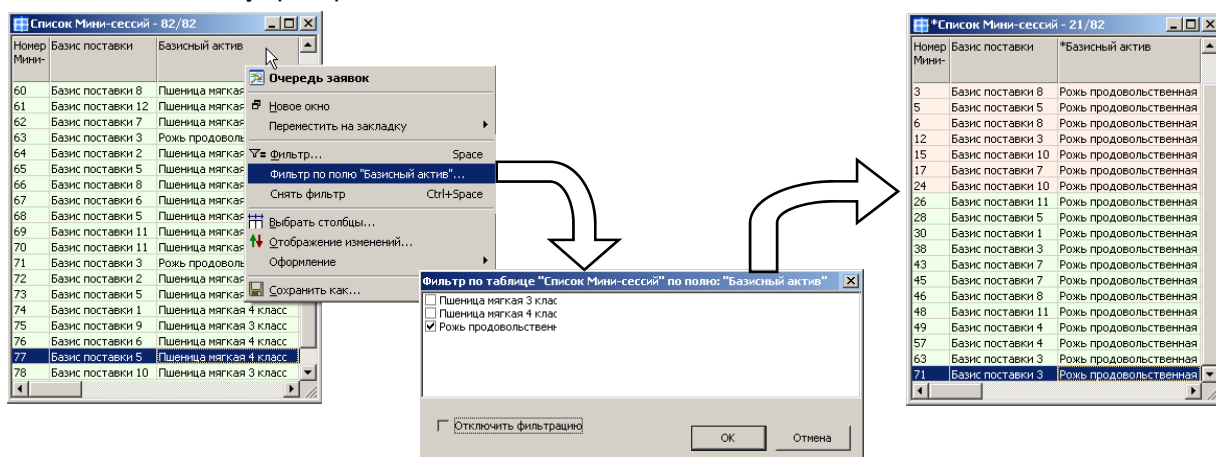 Список Мини-сессий - 82/82
Номер Мини- Базис поставки Базисный актив
60 Базис поставки 8 Пшеница мягкая
61 Базис поставки 12 Пшеница мягкая
62 Базис поставки 7 Пшеница мягкая
63 Базис поставки 3 Рожь продоволь
64 Базис поставки 2 Пшеница мягкая
65 Базис поставки 5 Пшеница мягкая
66 Базис поставки 8 Пшеница мягкая
67 Базис поставки 6 Пшеница мягкая
68 Базис поставки 5 Пшеница мягкая
69 Базис поставки 11 Пшеница мягкая
70 Базис поставки 11 Пшеница мягкая
71 Базис поставки 3 Рожь продоволь
72 Базис поставки 2 Пшеница мягкая
73 Базис поставки 5 Пшеница мягкая
74 Базис поставки 1 Пшеница мягкая 4 класс
75 Базис поставки 9 Пшеница мягкая 3 класс
76 Базис поставки 6 Пшеница мягкая 4 класс
77 Базис поставки 5 Пшеница мягкая 4 класс
78 Базис поставки 10 Пшеница мягкая 3 класс
Очередь заявок
Новое окно
Переместить на закладку
Фильтр... Space
Фильтр по полю "Базисный актив"...
Снять фильтр Ctrl+Space
Выбрать столбцы...
Отображение изменений...
Оформление
Сохранить как...
Фильтр по таблице "Список Мини-сессий" по полю: "Базисный актив"
Пшеница мягкая 3 клас
Пшеница мягкая 4 клас
Рожь продовольствен
Отключить фильтрацию
ОК Отмена
*Список Мини-сессий - 21/82
Номер Мини- Базис поставки *Базисный актив
3 Базис поставки 8 Рожь продовольственная
5 Базис поставки 5 Рожь продовольственная
6 Базис поставки 8 Рожь продовольственная
12 Базис поставки 3 Рожь продовольственная
15 Базис поставки 10 Рожь продовольственная
17 Базис поставки 7 Рожь продовольственная
24 Базис поставки 10 Рожь продовольственная
26 Базис поставки 11 Рожь продовольственная
28 Базис поставки 5 Рожь продовольственная
30 Базис поставки 1 Рожь продовольственная
38 Базис поставки 3 Рожь продовольственная
43 Базис поставки 7 Рожь продовольственная
45 Базис поставки 7 Рожь продовольственная
46 Базис поставки 8 Рожь продовольственная
48 Базис поставки 11 Рожь продовольственная
49 Базис поставки 4 Рожь продовольственная
57 Базис поставки 4 Рожь продовольственная
63 Базис поставки 3 Рожь продовольственная
71 Базис поставки 3 Рожь продовольственная